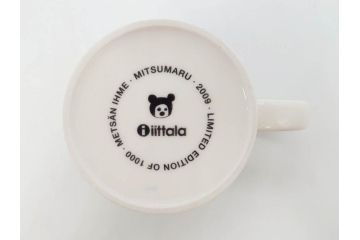 METSÄN IHME · MITSUMARU · 2009 · LIMITED EDITION OF 1000 ·
iittala